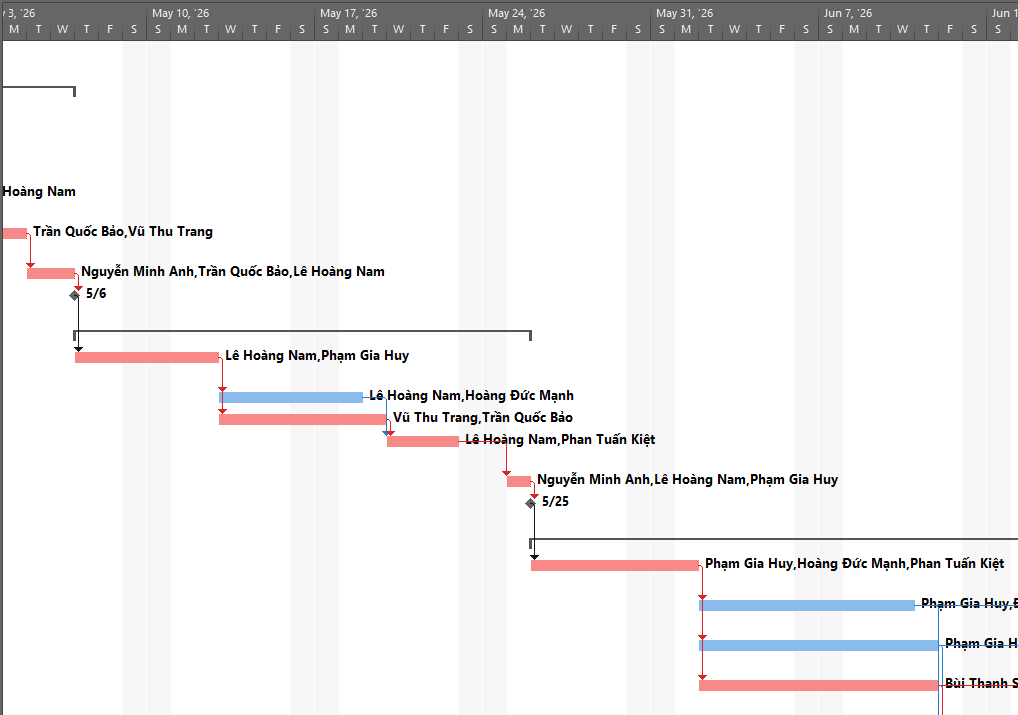 3, '26 May 10, '26 May 17, '26 May 24, '26 May 31, '26 Jun 7, '26 Jun
M T W T F S S M T W T F S S M T W T F S S M T W T F S S M T W T F S S M T W T F S S
Hoàng Nam
Trần Quốc Bảo,Vũ Thu Trang
Nguyễn Minh Anh,Trần Quốc Bảo,Lê Hoàng Nam
5/6
Lê Hoàng Nam,Phạm Gia Huy
Lê Hoàng Nam,Hoàng Đức Mạnh
Vũ Thu Trang,Trần Quốc Bảo
Lê Hoàng Nam,Phan Tuấn Kiệt
Nguyễn Minh Anh,Lê Hoàng Nam,Phạm Gia Huy
5/25
Phạm Gia Huy,Hoàng Đức Mạnh,Phan Tuấn Kiệt
Phạm Gia Huy,
Phạm Gia
Bùi Thanh